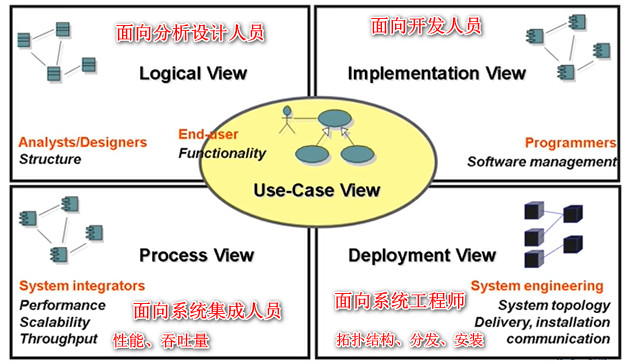 面向分析设计人员
Logical View
Analysts/Designers
Structure
面向开发人员
Implementation View
Programmers
Software management
End-user
Functionality
Use-Case View
Process View
System integrators
Performance
Scalability
Throughput
面向系统集成人员
性能、吞吐量
Deployment View
面向系统工程师
System engineering
System topology
Delivery, installation
communication
拓扑结构、分发、安装